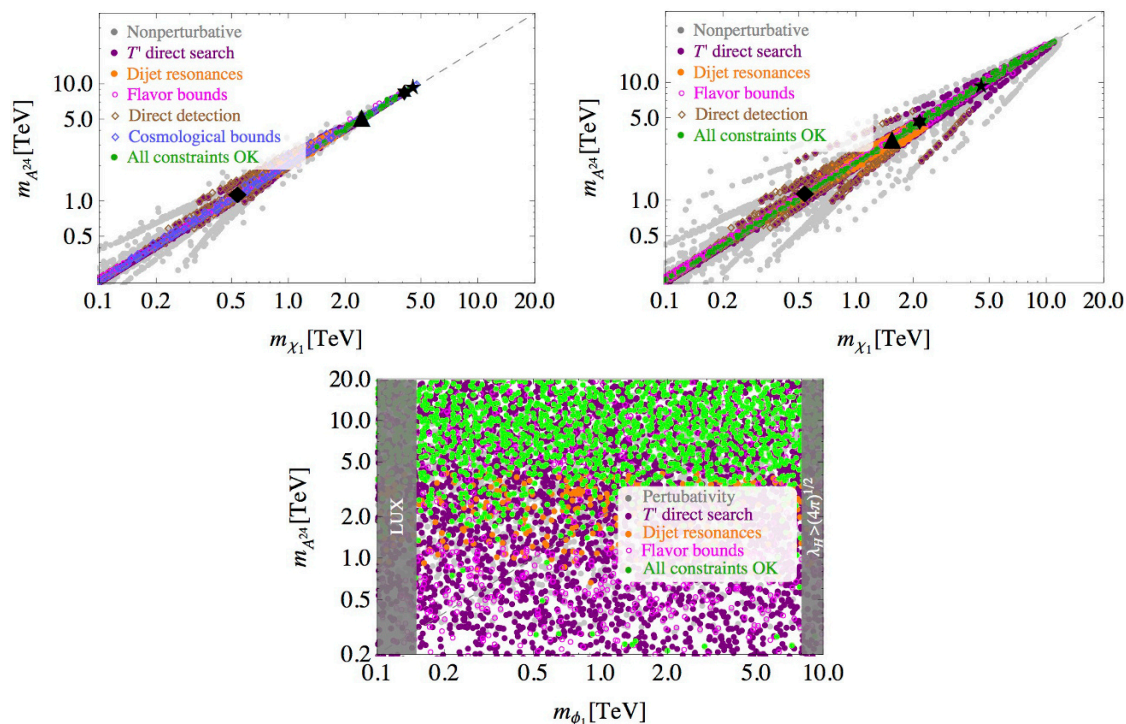 Nonperturbative
T' direct search
Dijet resonances
Flavor bounds
Direct detection
Cosmological bounds
All constraints OK
10.0
5.0
1.0
0.5
m_{A^{24}}[TeV]
0.1 0.2 0.5 1.0 2.0 5.0 10.0 20.0
m_{χ_1}[TeV]
Nonperturbative
T' direct search
Dijet resonances
Flavor bounds
Direct detection
All constraints OK
10.0
5.0
1.0
0.5
m_{A^{24}}[TeV]
0.1 0.2 0.5 1.0 2.0 5.0 10.0 20.0
m_{χ_1}[TeV]
20.0
10.0
5.0
2.0
1.0
0.5
0.2
m_{A^{24}}[TeV]
LUX
Pertubativity
T' direct search
Dijet resonances
Flavor bounds
All constraints OK
λ_H>(4π)^{1/2}
0.1 0.2 0.5 1.0 2.0 5.0 10.0
m_{ϕ_1}[TeV]